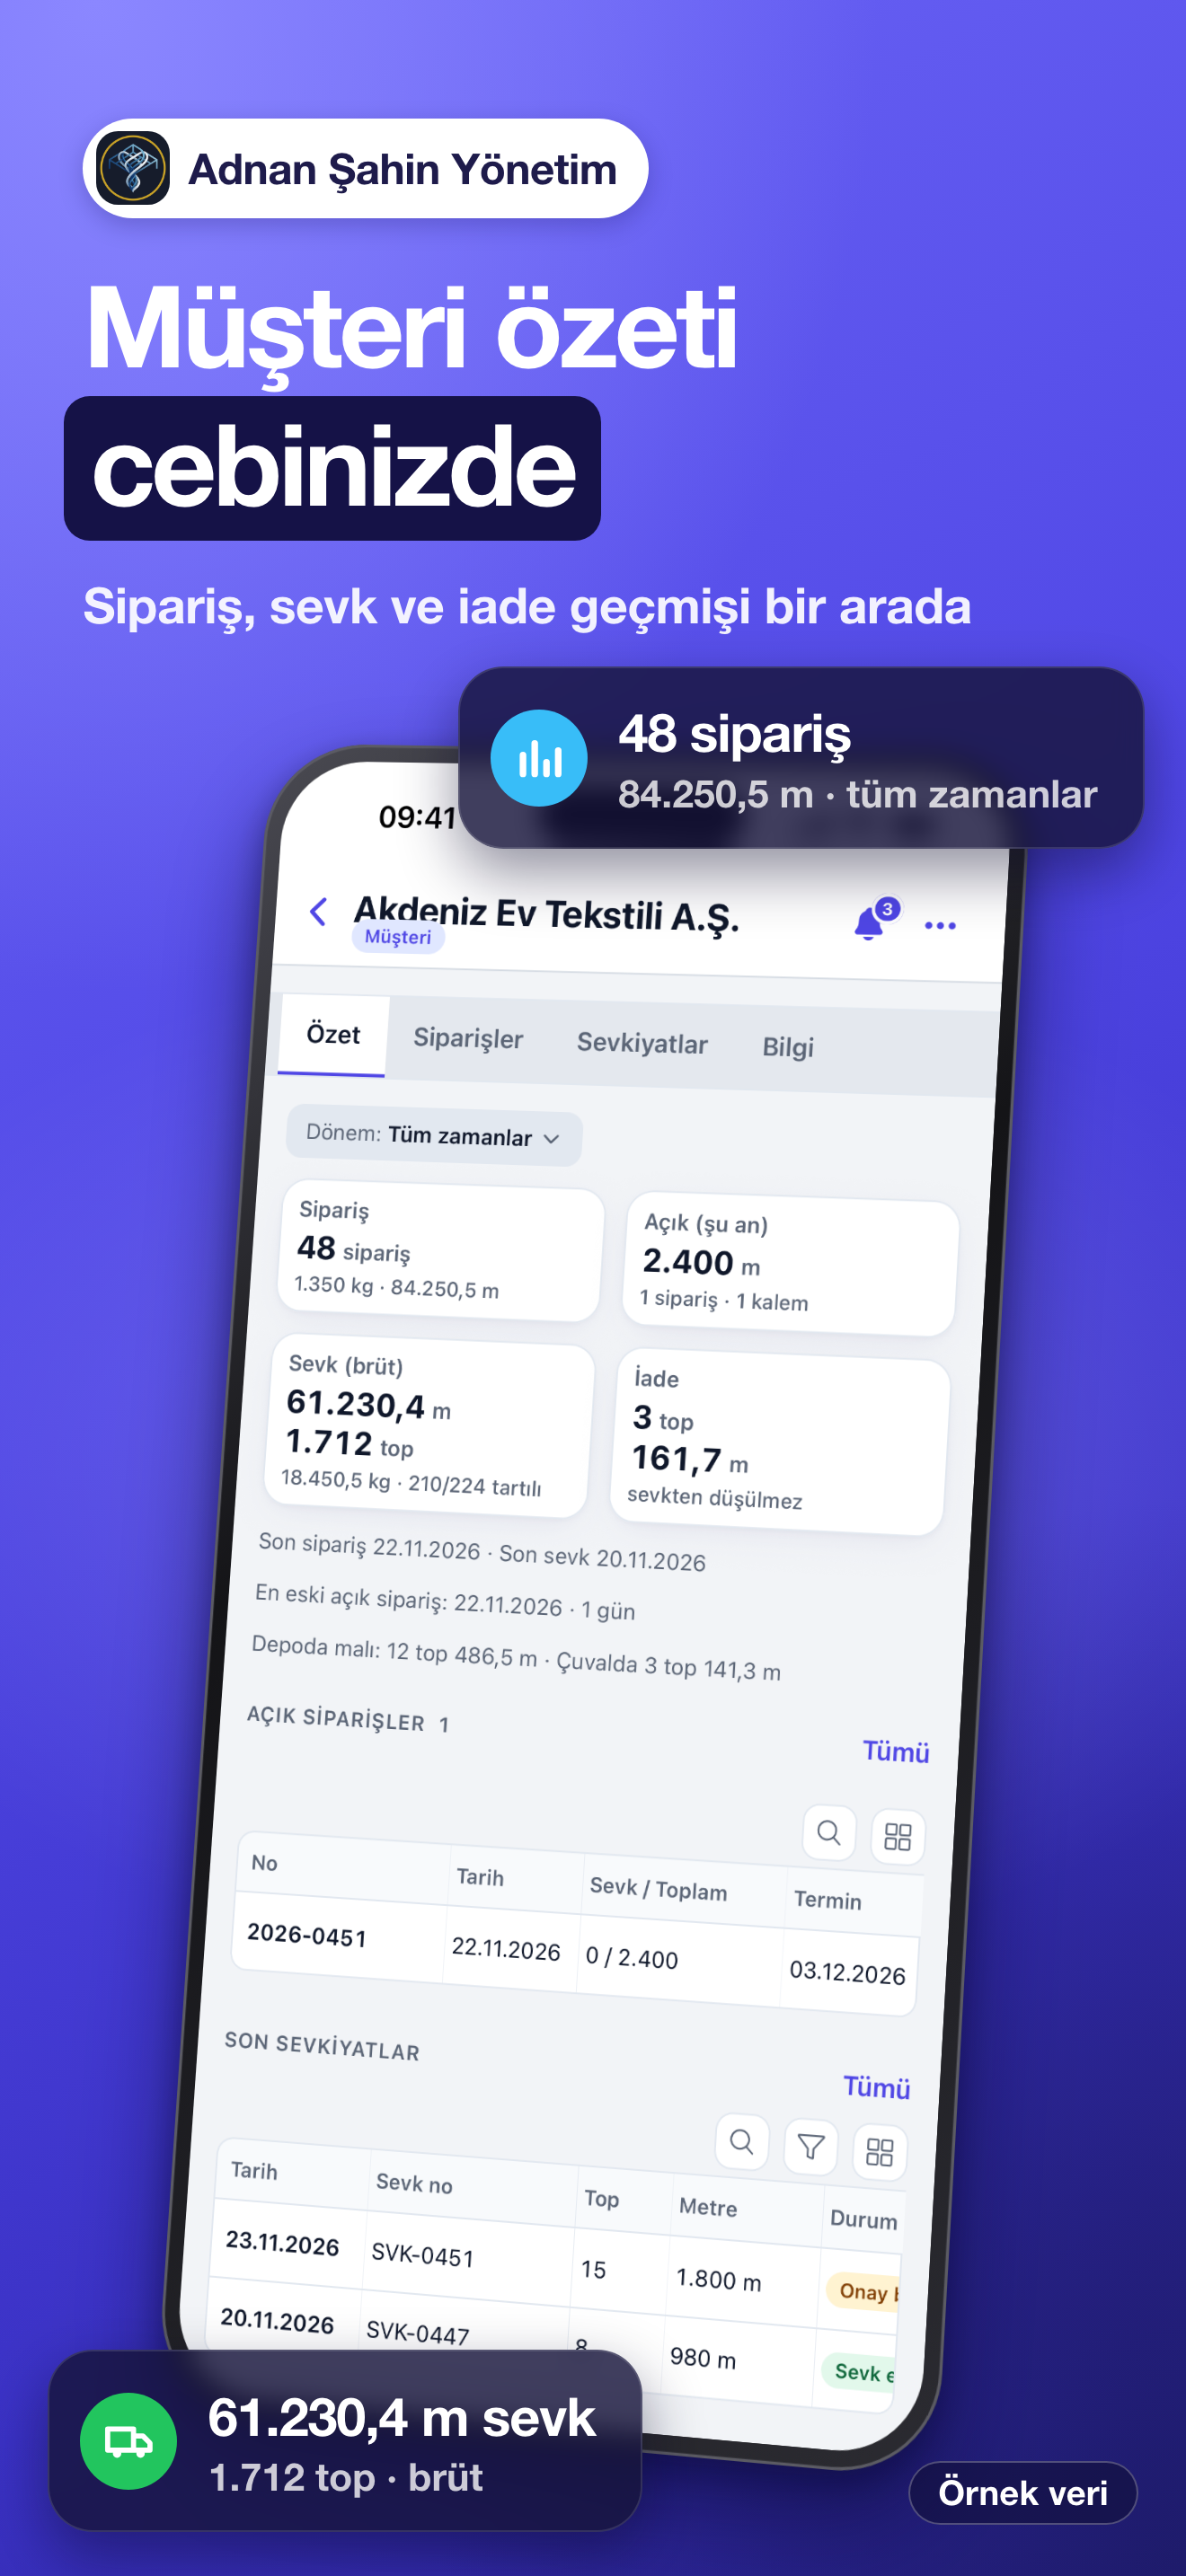 Adnan Şahin Yönetim
Müşteri özeti
cebinizde
Sipariş, sevk ve iade geçmişi bir arada
48 sipariş
84.250,5 m · tüm zamanlar
09:41
Akdeniz Ev Tekstili A.Ş.
3
Müşteri
Özet Siparişler Sevkiyatlar Bilgi
Dönem: Tüm zamanlar
Sipariş
48 sipariş
1.350 kg · 84.250,5 m
Açık (şu an)
2.400 m
1 sipariş · 1 kalem
Sevk (brüt)
61.230,4 m
1.712 top
18.450,5 kg · 210/224 tartılı
İade
3 top
161,7 m
sevkten düşülmez
Son sipariş 22.11.2026 · Son sevk 20.11.2026
En eski açık sipariş: 22.11.2026 · 1 gün
Depoda malı: 12 top 486,5 m · Çuvalda 3 top 141,3 m
AÇIK SİPARİŞLER 1
Tümü
No Tarih Sevk / Toplam Termin
2026-0451 22.11.2026 0 / 2.400 03.12.2026
SON SEVKİYATLAR
Tümü
Tarih Sevk no Top Metre Durum
23.11.2026 SVK-0451 15 1.800 m Onay
20.11.2026 SVK-0447 8 980 m Sevk
61.230,4 m sevk
1.712 top · brüt
Örnek veri